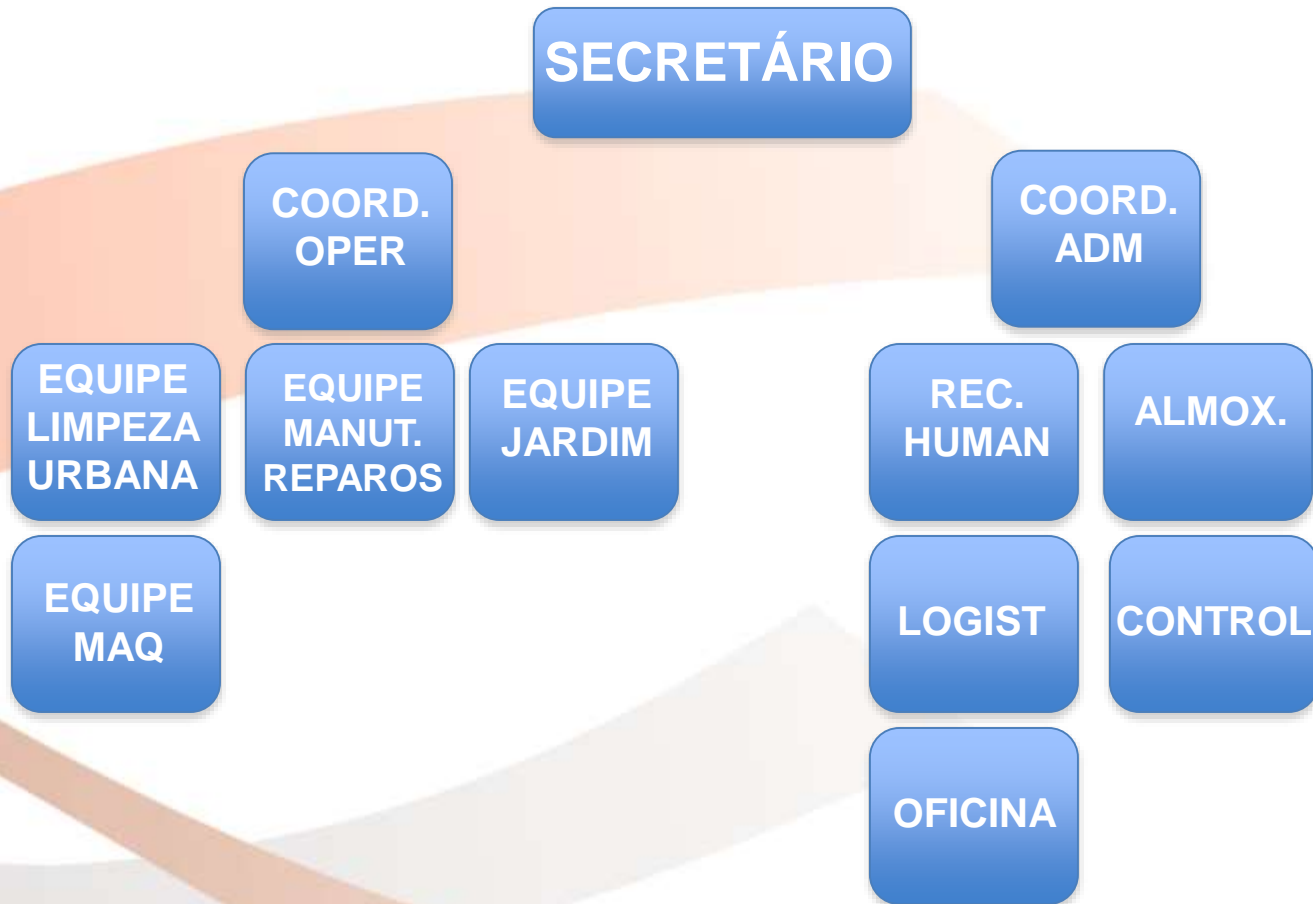 SECRETÁRIO
COORD.
OPER
COORD.
ADM
EQUIPE
LIMPEZA
URBANA
EQUIPE
MANUT.
REPAROS
EQUIPE
JARDIM
REC.
HUMAN
ALMOX.
EQUIPE
MAQ
LOGIST
CONTROL
OFICINA